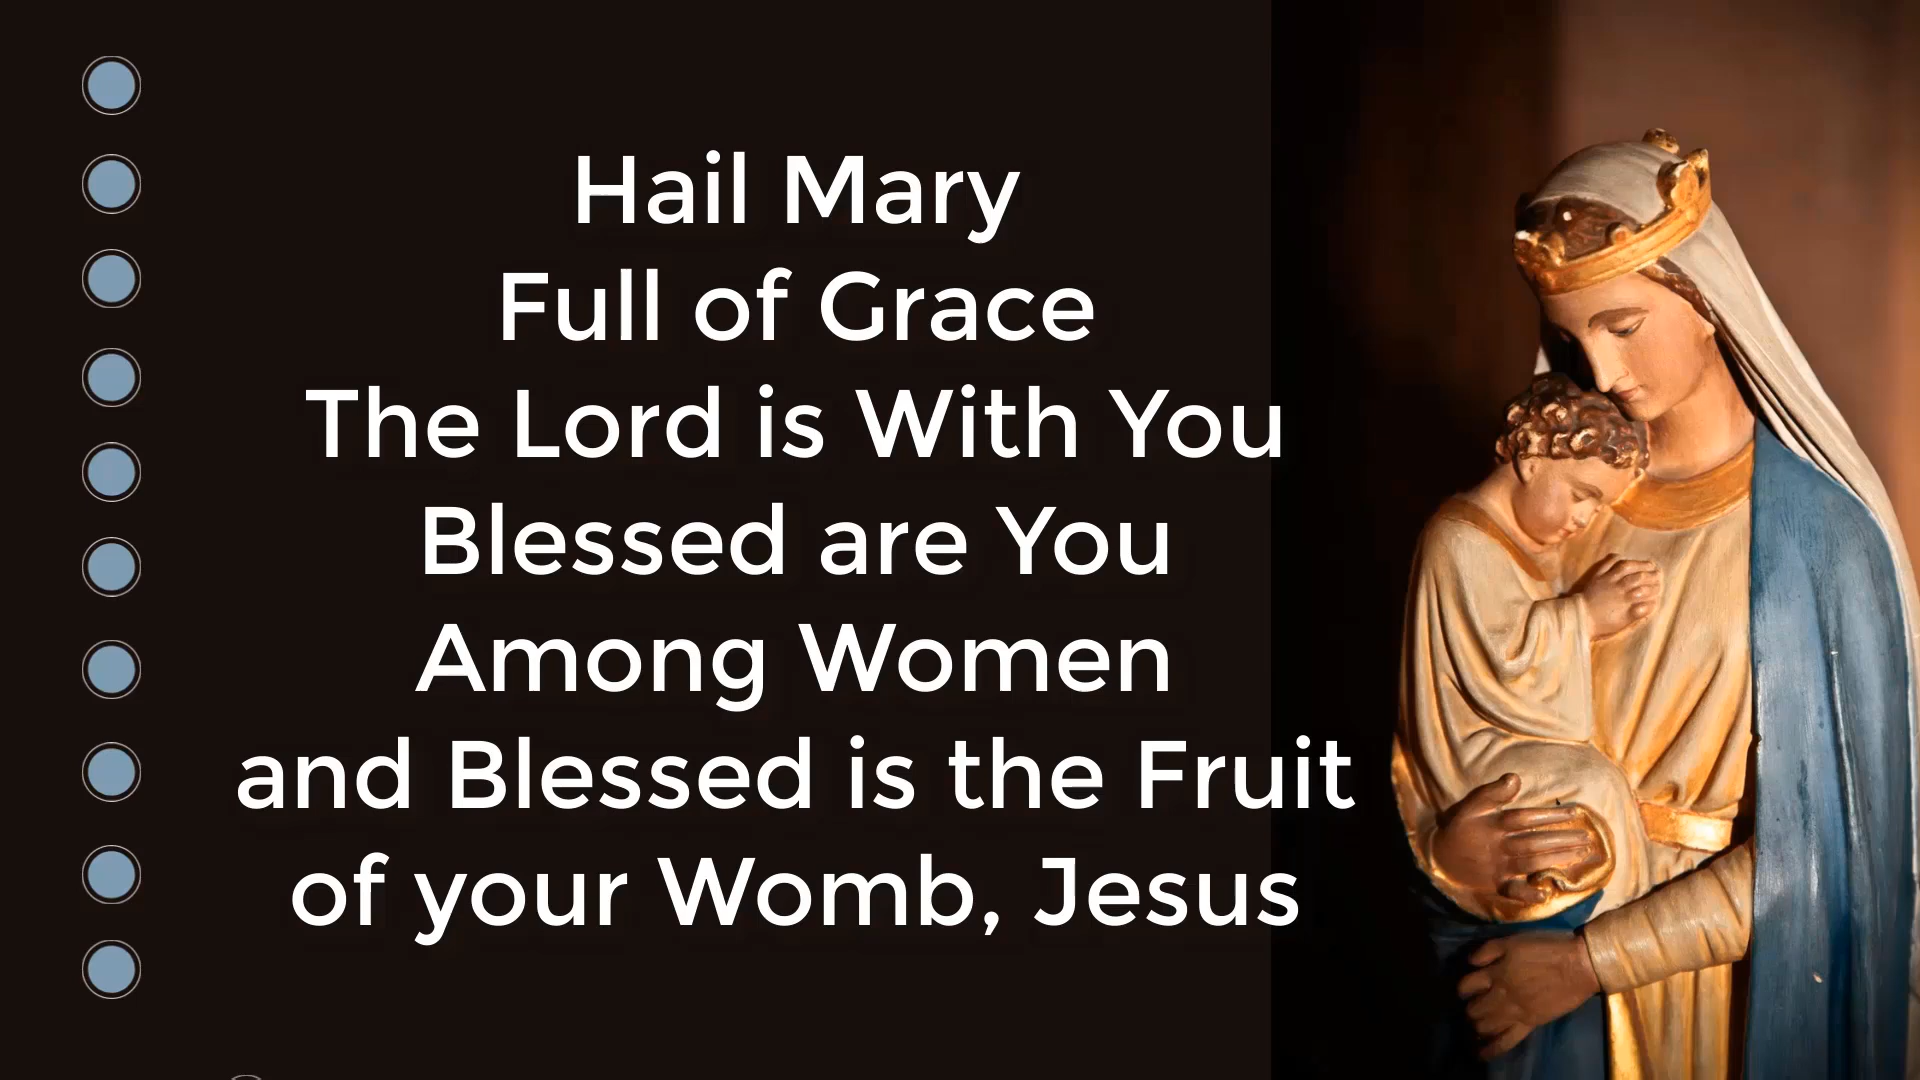 Hail Mary
Full of Grace
The Lord is With You
Blessed are You
Among Women
and Blessed is the Fruit
of your Womb, Jesus